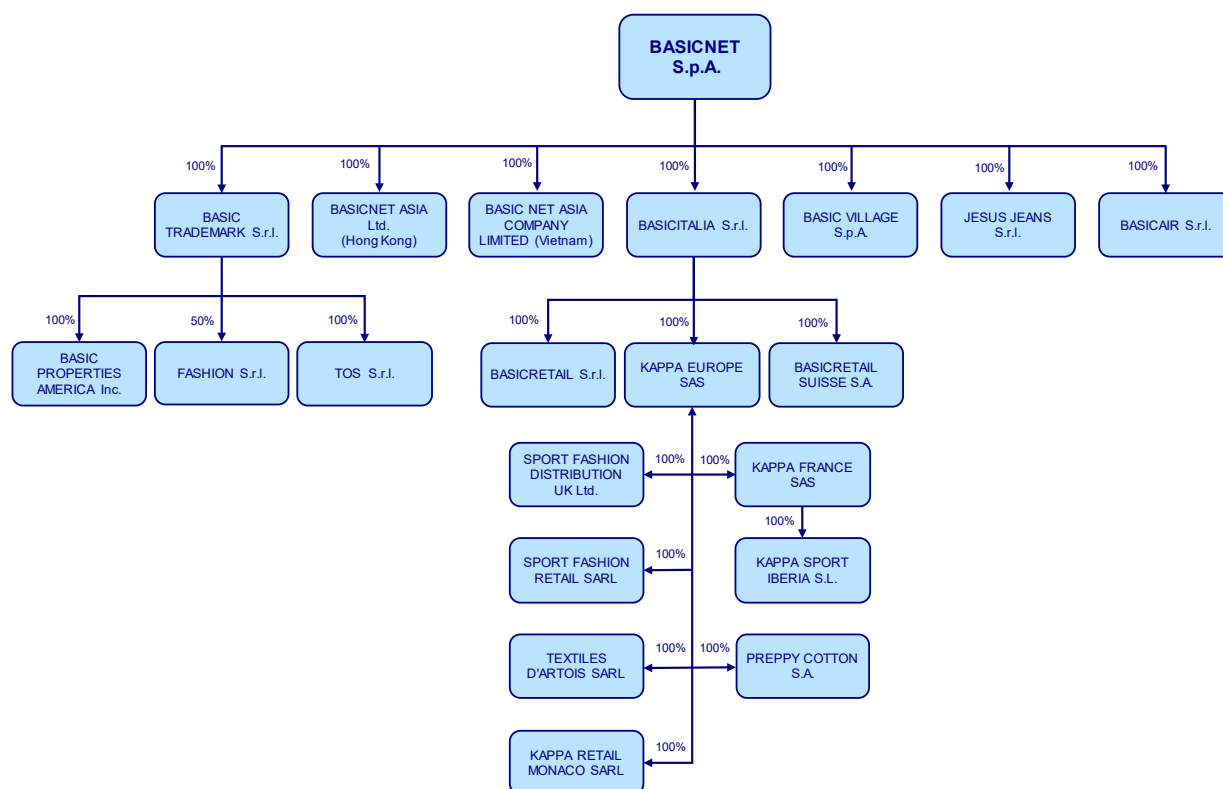 BASICNET
S.p.A.
100%
100%
100%
100%
100%
100%
100%
BASIC
TRADEMARK S.r.l.
BASICNET ASIA
Ltd.
(Hong Kong)
BASIC NET ASIA
COMPANY
LIMITED (Vietnam)
BASICITALIA S.r.l.
BASIC VILLAGE
S.p.A.
JESUS JEANS
S.r.l.
BASICAIR S.r.l.
100%
50%
100%
100%
100%
100%
BASIC
PROPERTIES
AMERICA Inc.
FASHION S.r.l.
TOS S.r.l.
BASICRETAIL S.r.l.
KAPPA EUROPE
SAS
BASICRETAIL
SUISSE S.A.
SPORT FASHION
DISTRIBUTION
UK Ltd.
100%
100%
KAPPA FRANCE
SAS
100%
SPORT FASHION
RETAIL SARL
100%
KAPPA SPORT
IBERIA S.L.
TEXTILES
D'ARTOIS SARL
100%
100%
PREPPY COTTON
S.A.
KAPPA RETAIL
MONACO SARL
100%